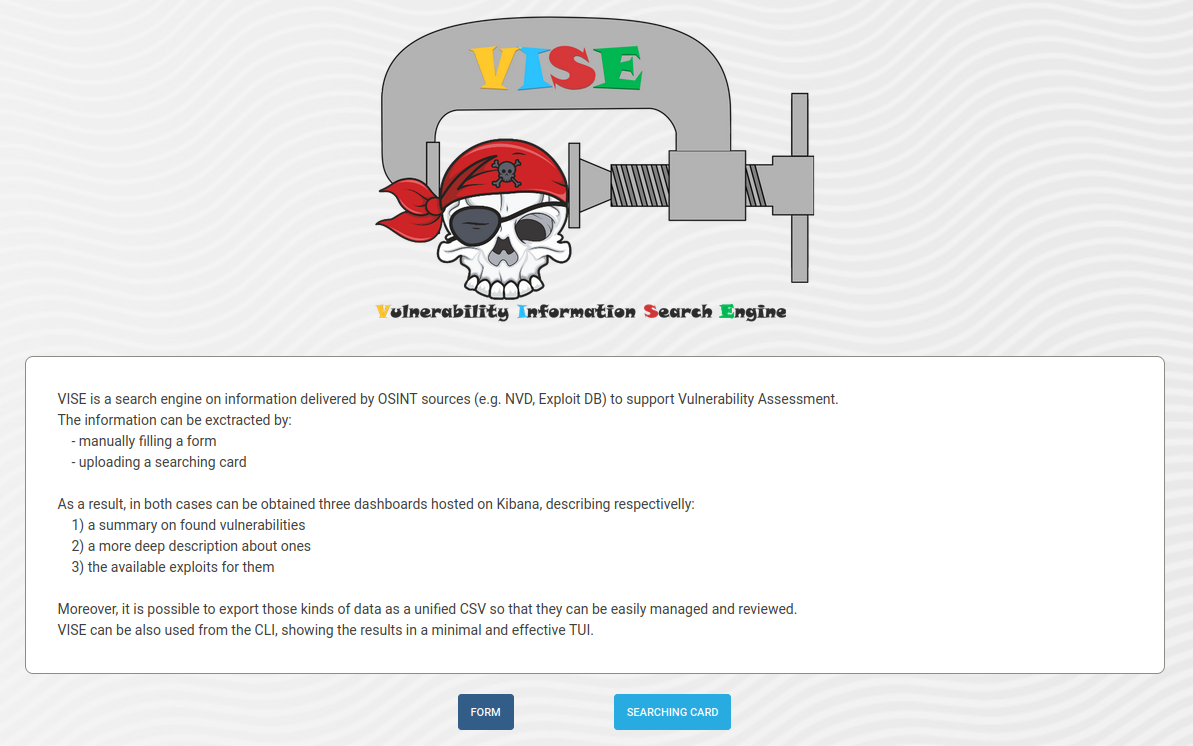 VISE
Vulnerability Information Search Engine
VISE is a search engine on information delivered by OSINT sources (e.g. NVD, Exploit DB) to support Vulnerability Assessment.
The information can be exctracted by:
- manually filling a form
- uploading a searching card
As a result, in both cases can be obtained three dashboards hosted on Kibana, describing respectivelly:
1) a summary on found vulnerabilities
2) a more deep description about ones
3) the available exploits for them
Moreover, it is possible to export those kinds of data as a unified CSV so that they can be easily managed and reviewed.
VISE can be also used from the CLI, showing the results in a minimal and effective TUI.
FORM
SEARCHING CARD